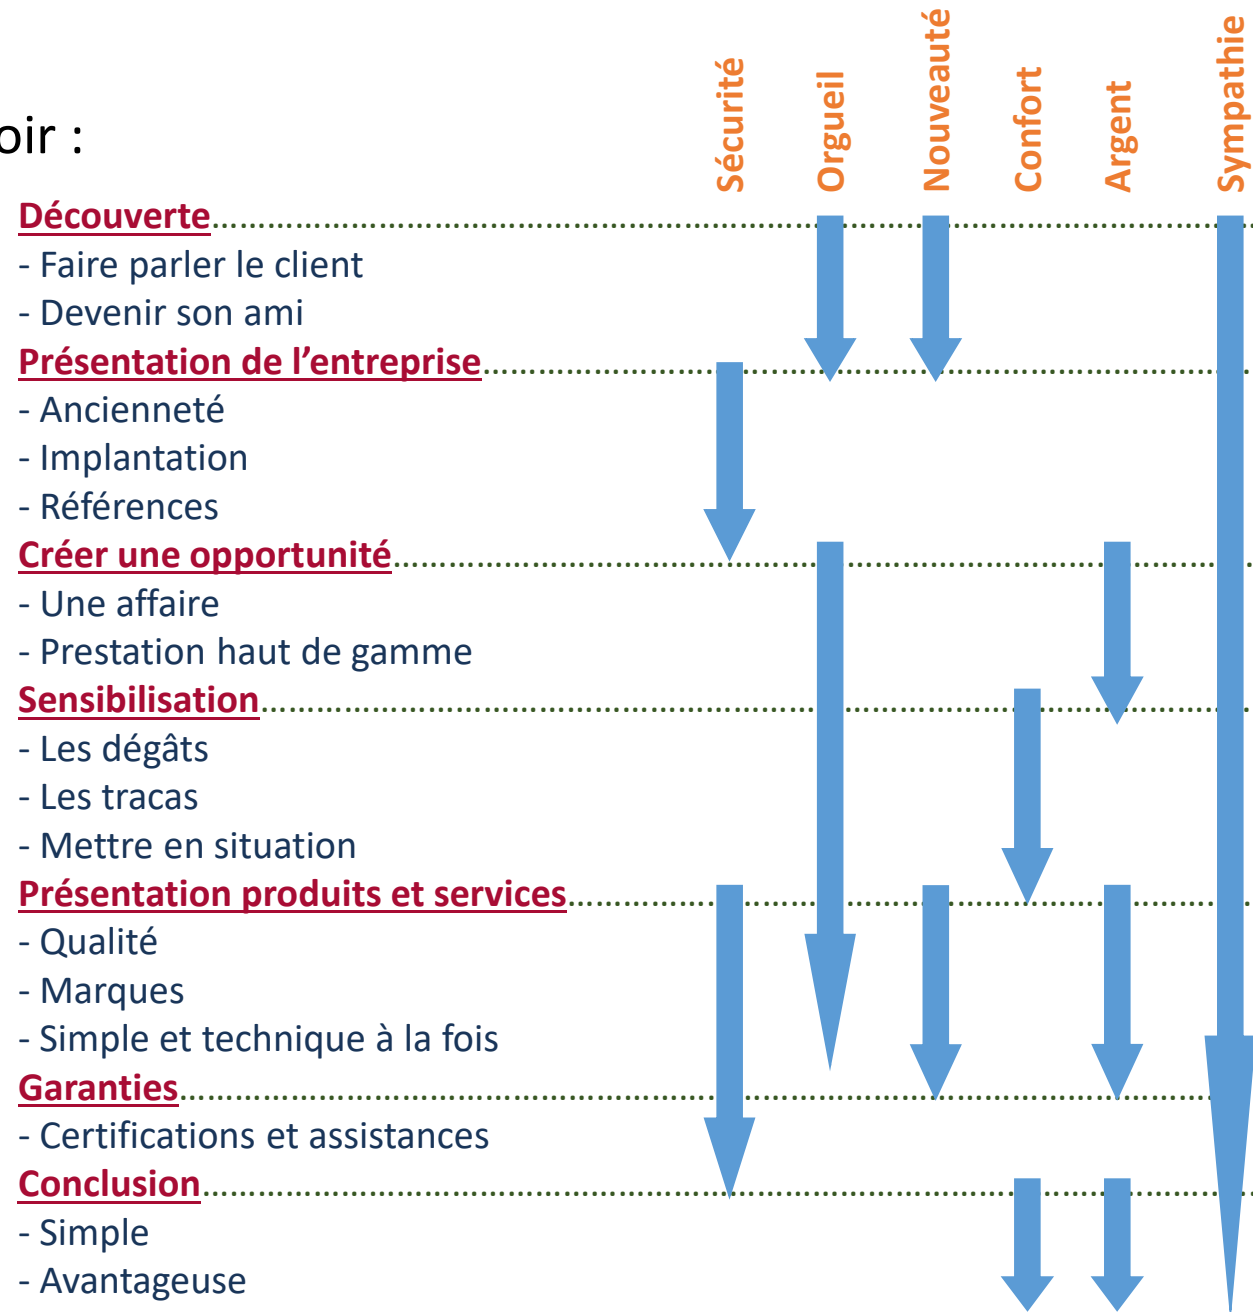 Sécurité
Orgueil
Nouveauté
Confort
Argent
Sympathie
oir :
Découverte
- Faire parler le client
- Devenir son ami
Présentation de l’entreprise
- Ancienneté
- Implantation
- Références
Créer une opportunité
- Une affaire
- Prestation haut de gamme
Sensibilisation
- Les dégâts
- Les tracas
- Mettre en situation
Présentation produits et services
- Qualité
- Marques
- Simple et technique à la fois
Garanties
- Certifications et assistances
Conclusion
- Simple
- Avantageuse